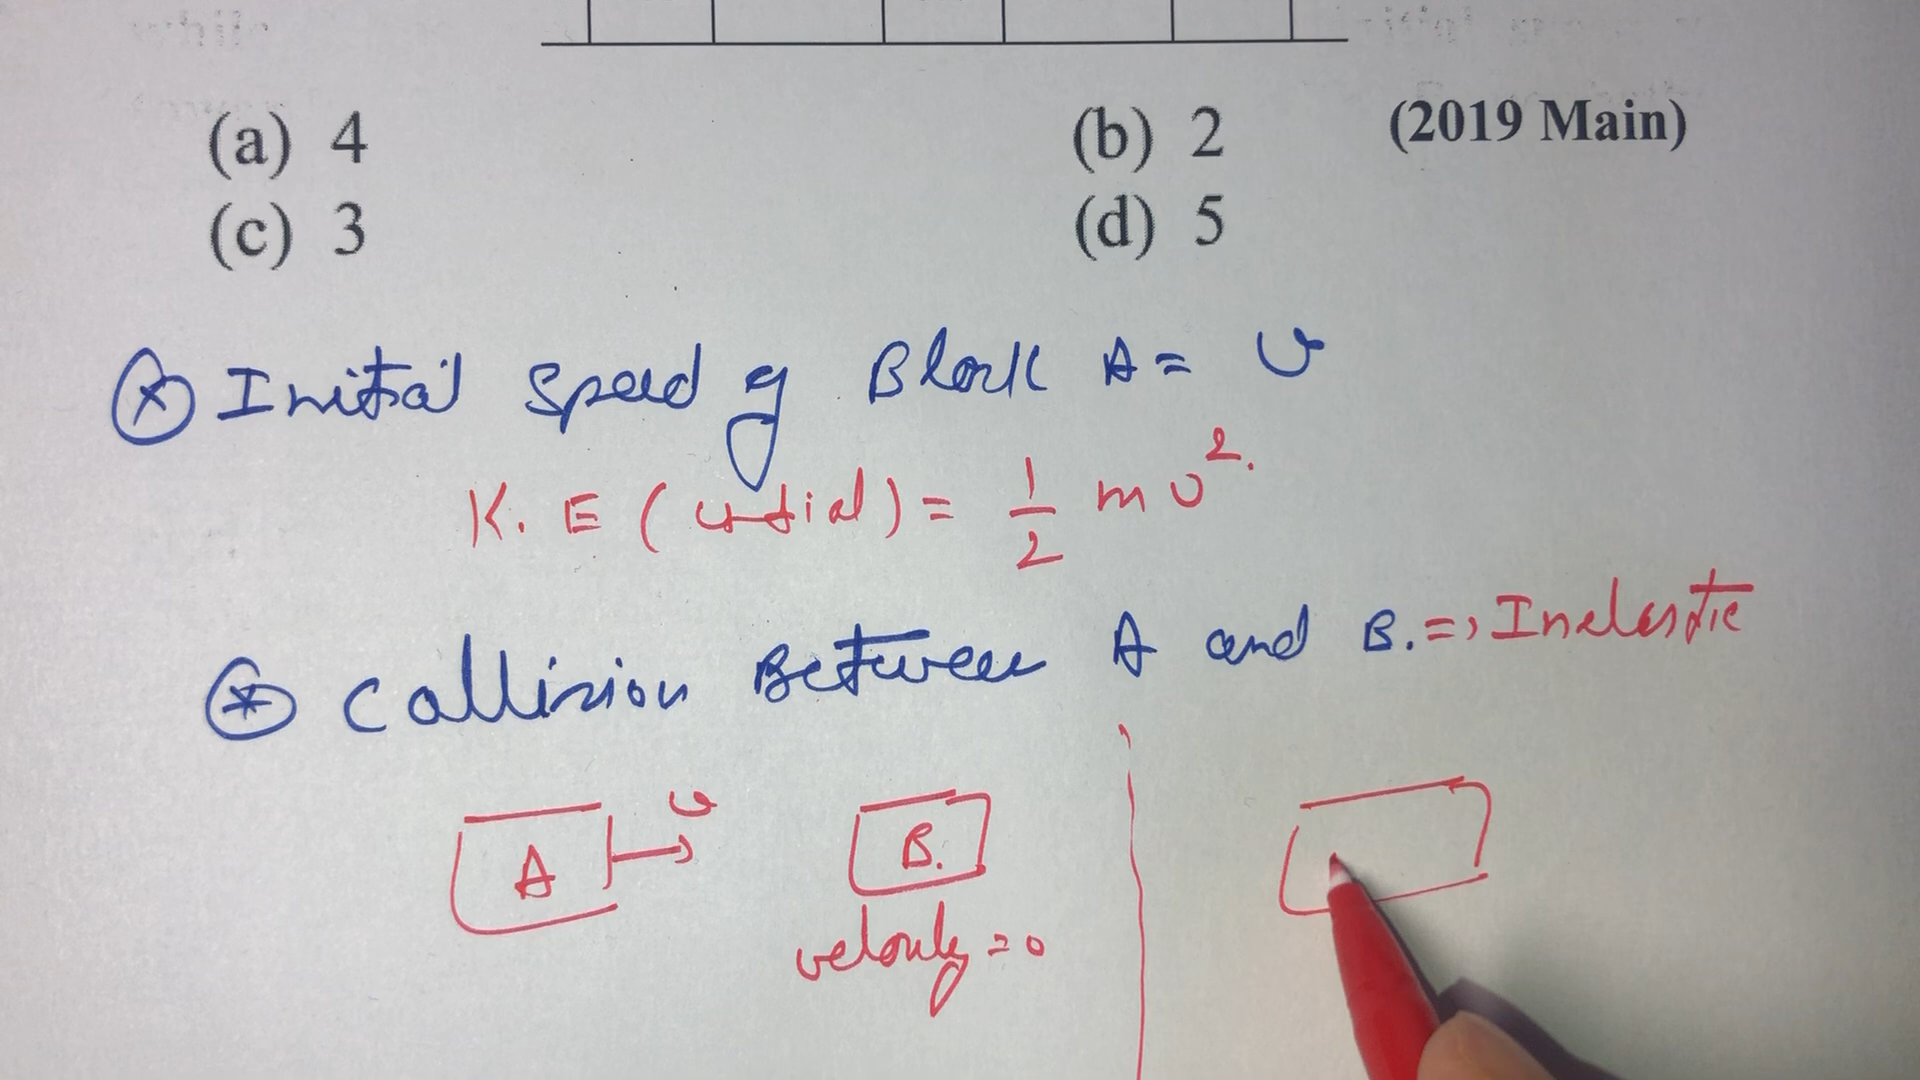 (a) 4 (b) 2 (2019 Main)
(c) 3 (d) 5
Initial speed of Block A = v
K.E (initial) = 1/2 mv².
Collision Between A and B. => Inelastic
A v B.
velocity = 0